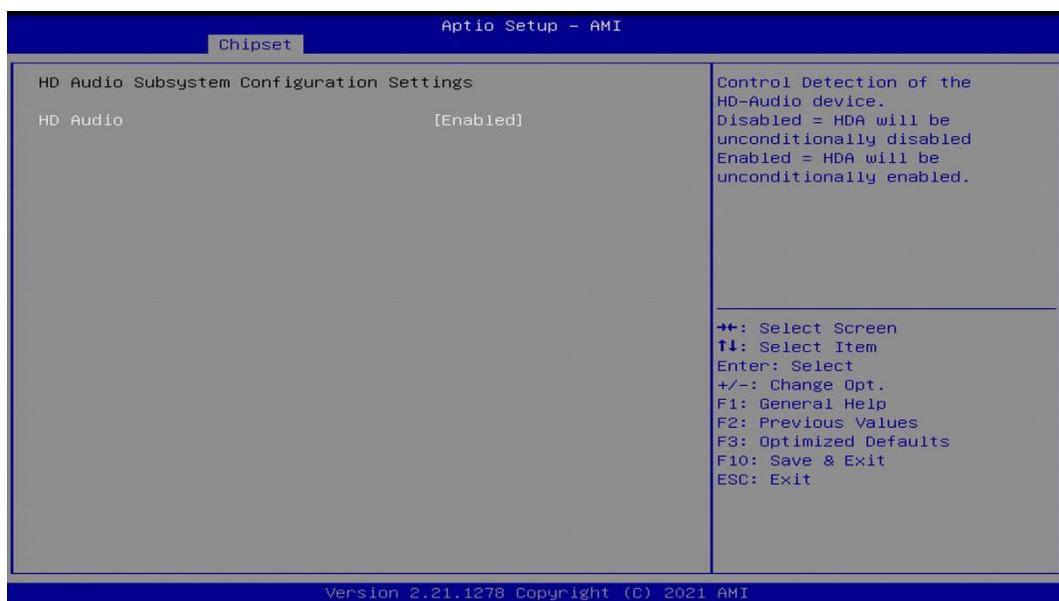 Aptio Setup – AMI
Chipset
HD Audio Subsystem Configuration Settings
HD Audio [Enabled]
Control Detection of the
HD-Audio device.
Disabled = HDA will be
unconditionally disabled
Enabled = HDA will be
unconditionally enabled.
→←: Select Screen
↑↓: Select Item
Enter: Select
+/-: Change Opt.
F1: General Help
F2: Previous Values
F3: Optimized Defaults
F10: Save & Exit
ESC: Exit
Version 2.21.1278 Copyright (C) 2021 AMI